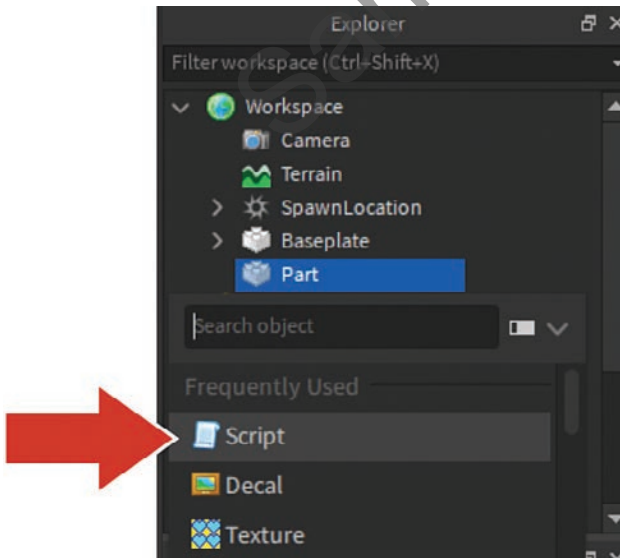 Explorer
Filter workspace (Ctrl+Shift+X)
Workspace
Camera
Terrain
SpawnLocation
Baseplate
Part
Search object
Frequently Used
Script
Decal
Texture